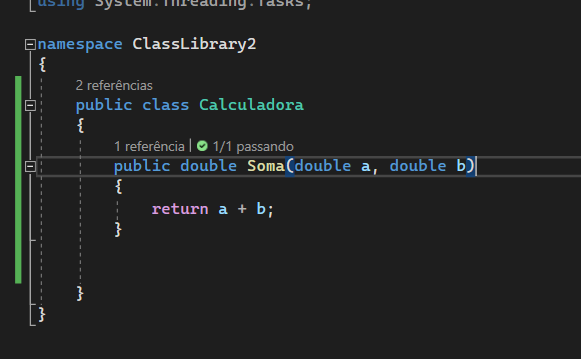 using System.Threading.Tasks;
namespace ClassLibrary2
{
2 referências
public class Calculadora
{
1 referência | 1/1 passando
public double Soma(double a, double b)
{
return a + b;
}
}
}